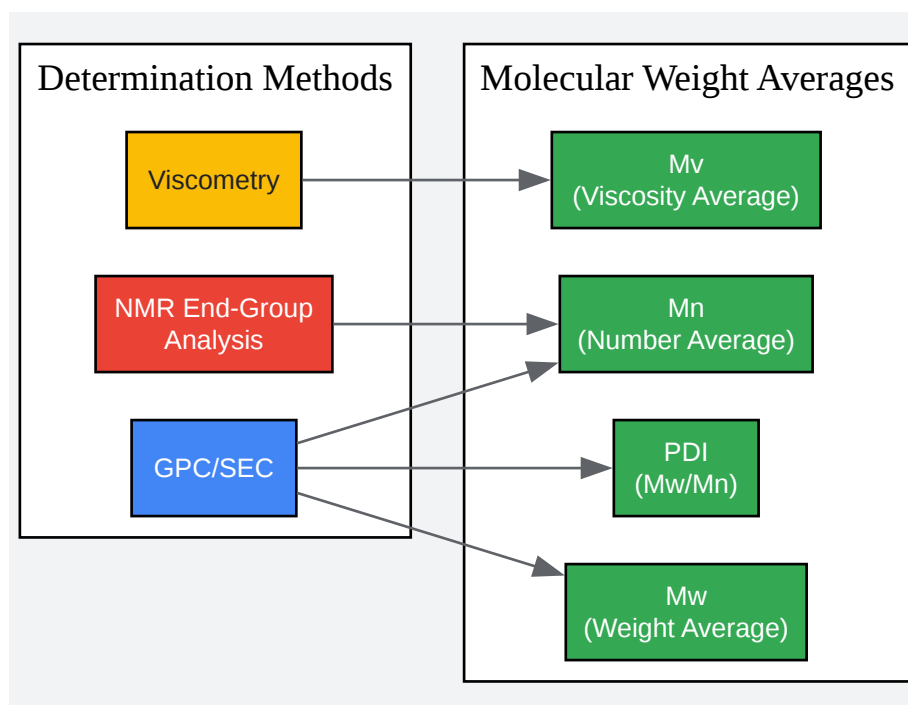 Determination Methods
Viscometry
NMR End-Group
Analysis
GPC/SEC
Molecular Weight Averages
Mv
(Viscosity Average)
Mn
(Number Average)
PDI
(Mw/Mn)
Mw
(Weight Average)